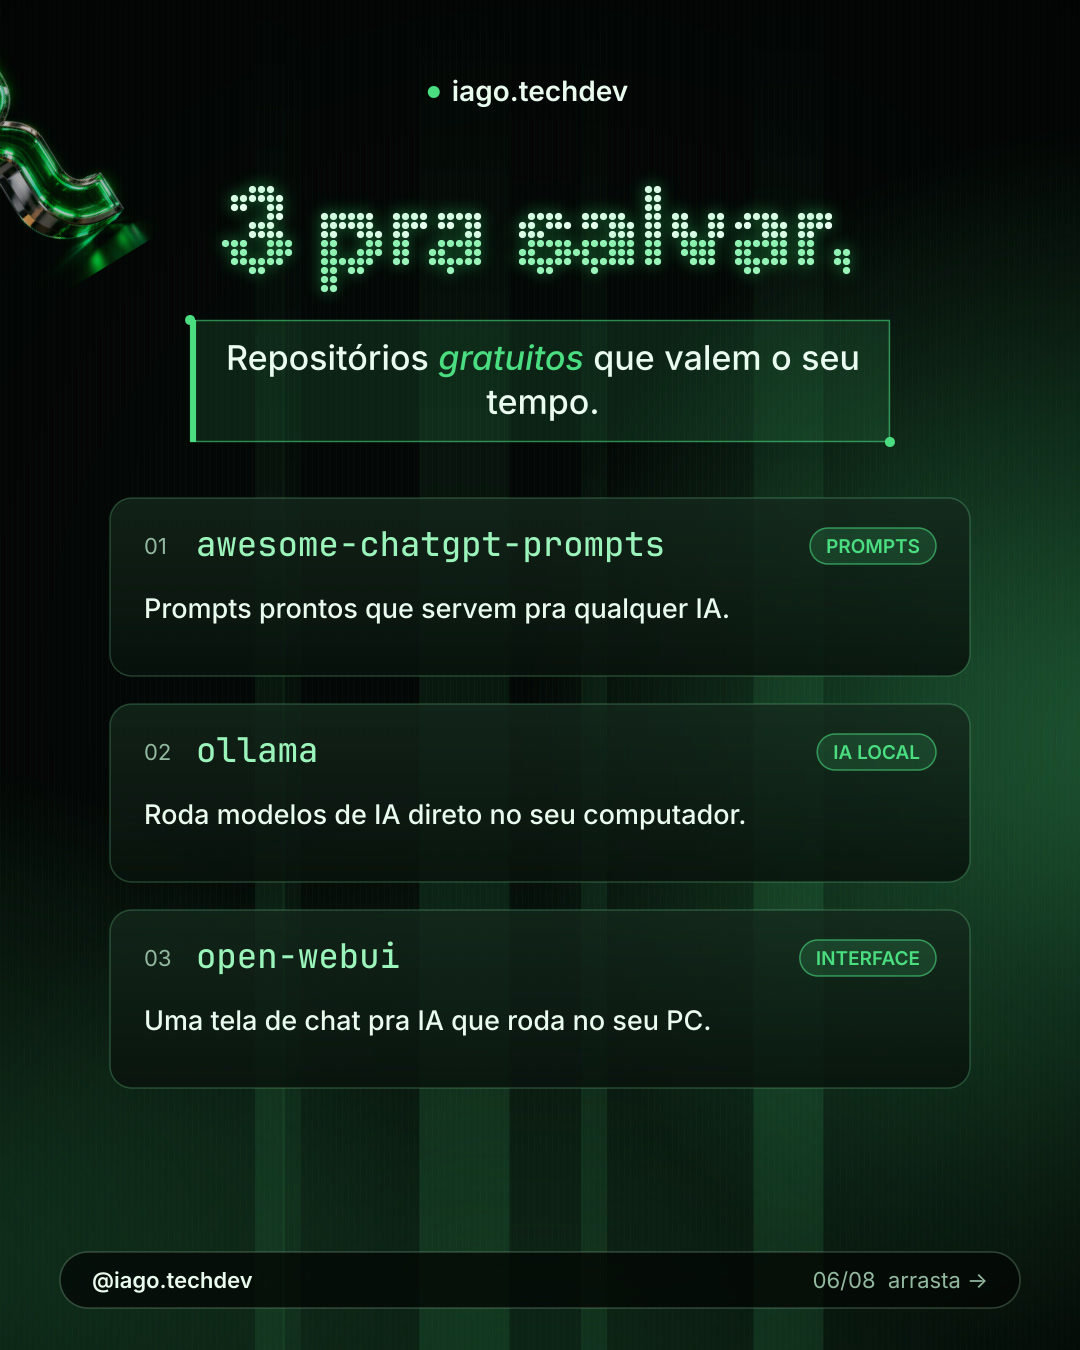 iago.techdev
3 pra salvar.
Repositórios gratuitos que valem o seu
tempo.
01 awesome-chatgpt-prompts PROMPTS
Prompts prontos que servem pra qualquer IA.
02 ollama IA LOCAL
Roda modelos de IA direto no seu computador.
03 open-webui INTERFACE
Uma tela de chat pra IA que roda no seu PC.
@iago.techdev 06/08 arrasta →